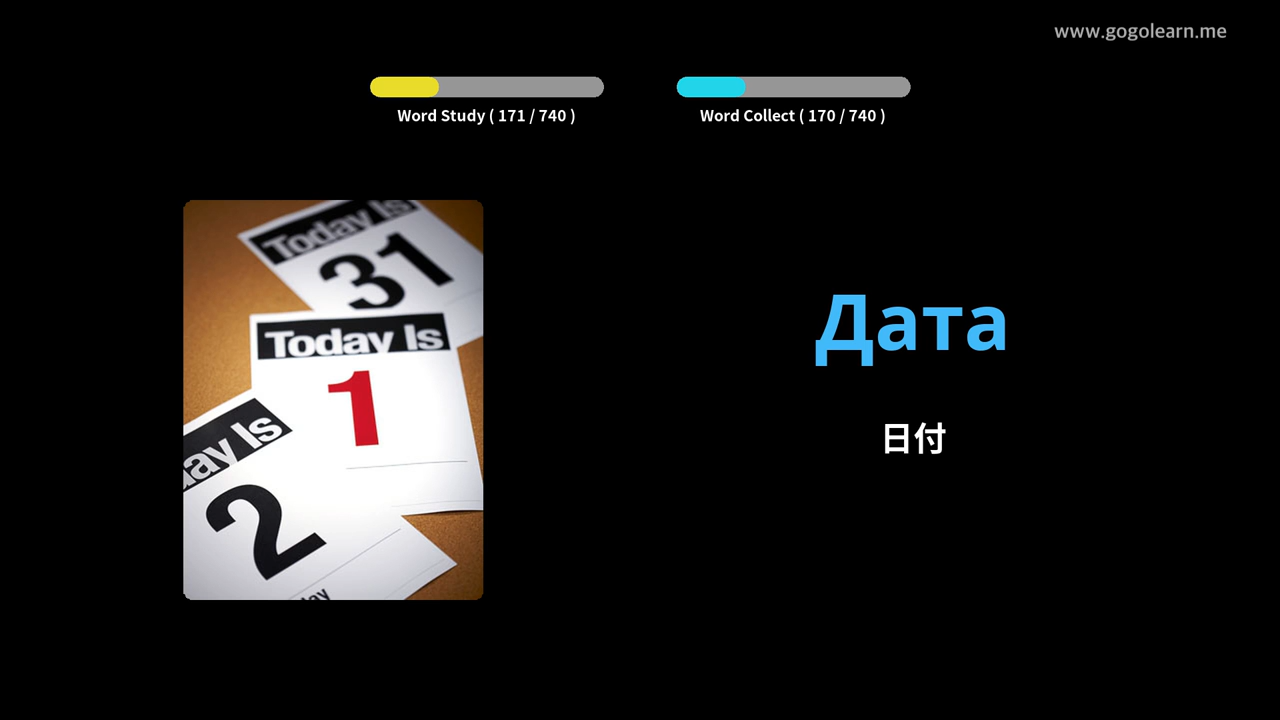 www.gogolearn.me
Word Study ( 171 / 740 )
Word Collect ( 170 / 740 )
Today Is
31
Today Is
1
day Is
2
Дата
日付